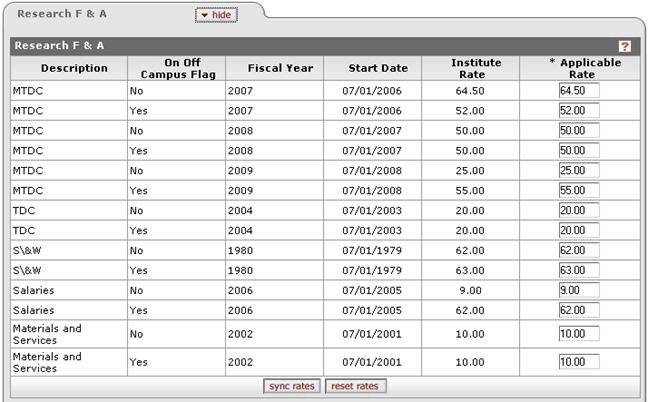 Research F & A
hide
Research F & A ?
Description On Off Campus Flag Fiscal Year Start Date Institute Rate * Applicable Rate
MTDC No 2007 07/01/2006 64.50 64.50
MTDC Yes 2007 07/01/2006 52.00 52.00
MTDC No 2008 07/01/2007 50.00 50.00
MTDC Yes 2008 07/01/2007 50.00 50.00
MTDC No 2009 07/01/2008 25.00 25.00
MTDC Yes 2009 07/01/2008 55.00 55.00
TDC No 2004 07/01/2003 20.00 20.00
TDC Yes 2004 07/01/2003 20.00 20.00
S\&W No 1980 07/01/1979 62.00 62.00
S\&W Yes 1980 07/01/1979 63.00 63.00
Salaries No 2006 07/01/2005 9.00 9.00
Salaries Yes 2006 07/01/2005 62.00 62.00
Materials and Services No 2002 07/01/2001 10.00 10.00
Materials and Services Yes 2002 07/01/2001 10.00 10.00
sync rates reset rates